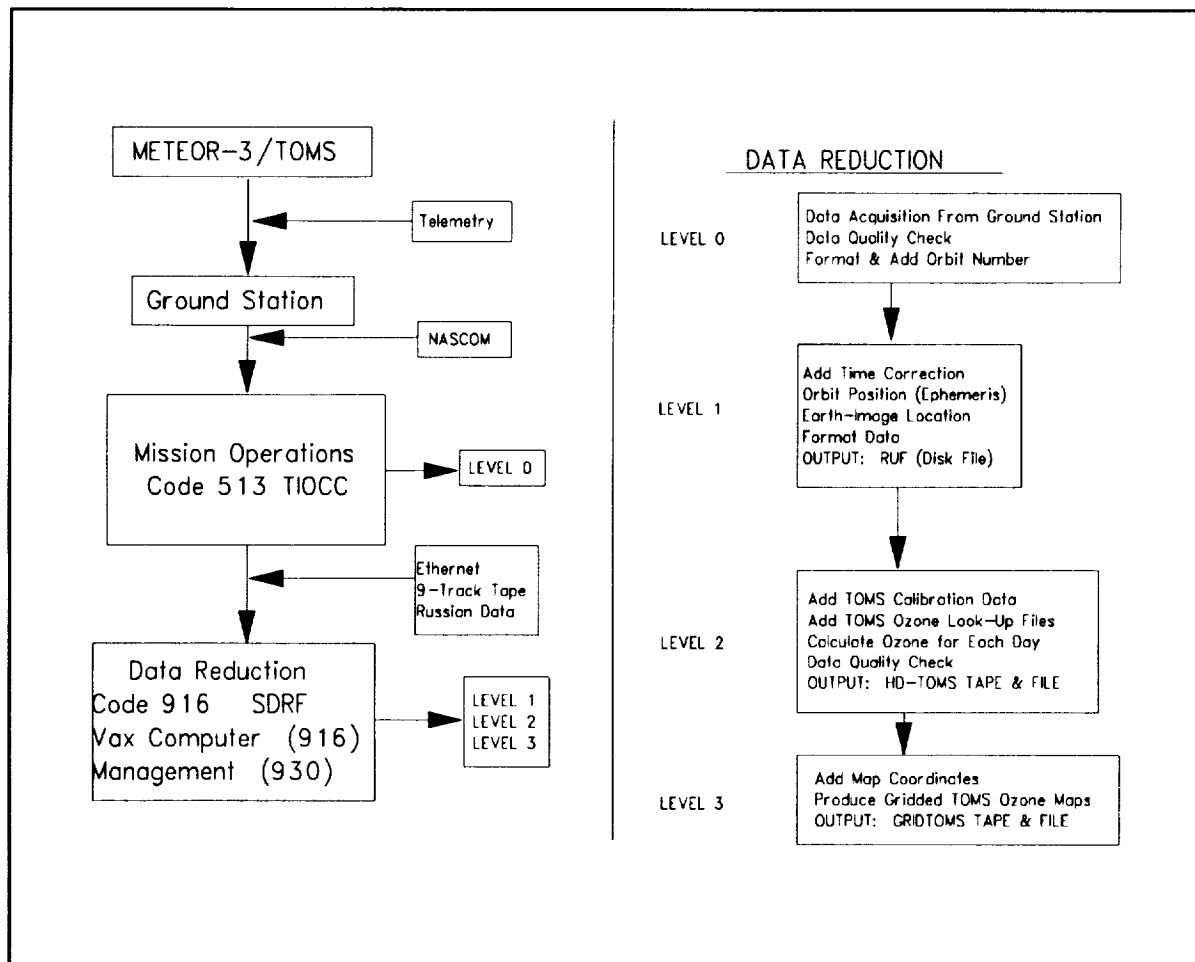 METEOR-3/TOMS
Telemetry
Ground Station
NASCOM
Mission Operations
Code 513 TIOCC
LEVEL 0
Ethernet
9-Track Tape
Russian Data
Data Reduction
Code 916 SDRF
Vax Computer (916)
Management (930)
LEVEL 1
LEVEL 2
LEVEL 3
DATA REDUCTION
LEVEL 0
Data Acquisition From Ground Station
Data Quality Check
Format & Add Orbit Number
LEVEL 1
Add Time Correction
Orbit Position (Ephemeris)
Earth-Image Location
Format Data
OUTPUT: RUF (Disk File)
LEVEL 2
Add TOMS Calibration Data
Add TOMS Ozone Look-Up Files
Calculate Ozone for Each Day
Data Quality Check
OUTPUT: HD-TOMS TAPE & FILE
LEVEL 3
Add Map Coordinates
Produce Gridded TOMS Ozone Maps
OUTPUT: GRIDTOMS TAPE & FILE